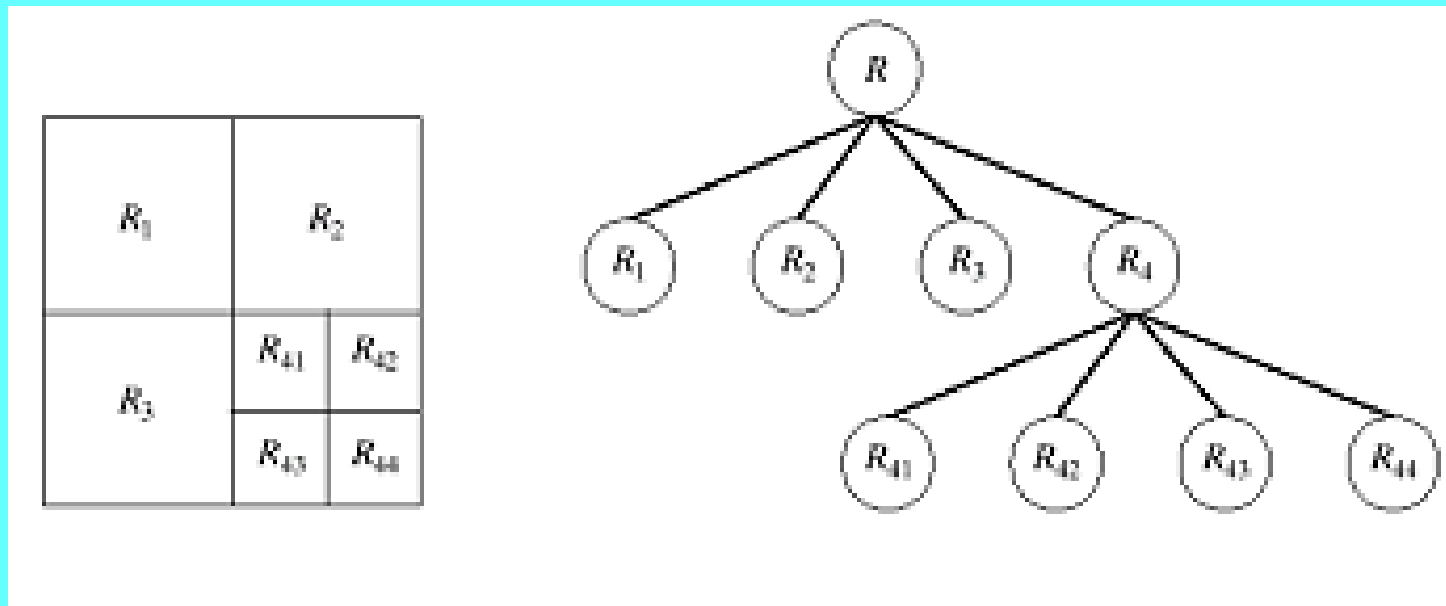 R
R₁ R₂
R₁ R₂ R₃ R₄
R₄₁ R₄₂
R₃
R₄₃ R₄₄
R₄₁ R₄₂ R₄₃ R₄₄